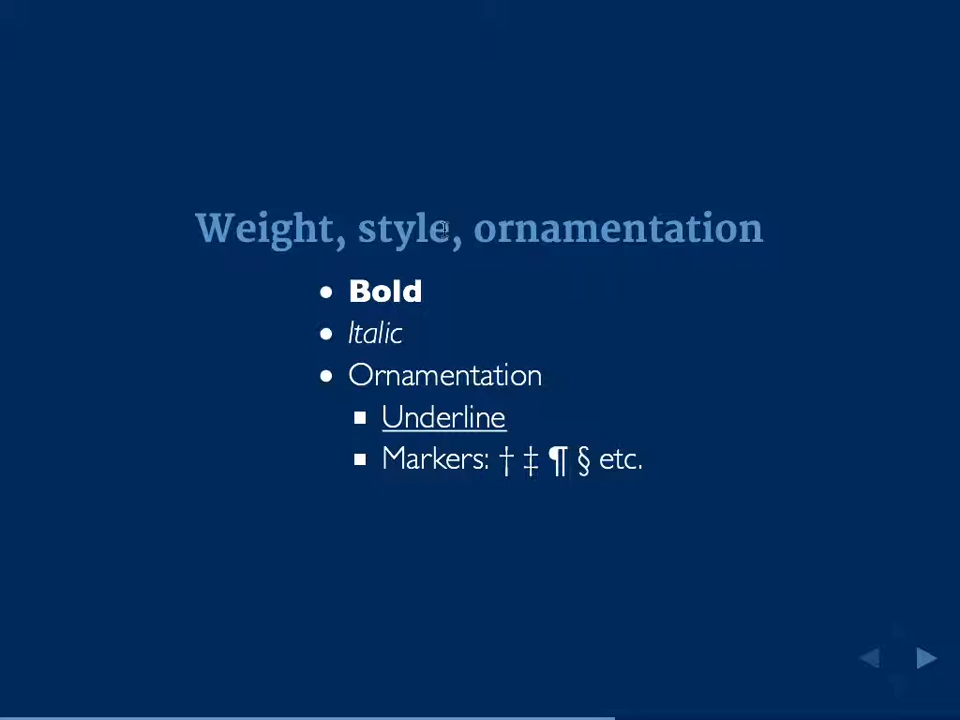 Weight, style, ornamentation
• Bold
• Italic
• Ornamentation
▪ Underline
▪ Markers: † ‡ ¶ § etc.